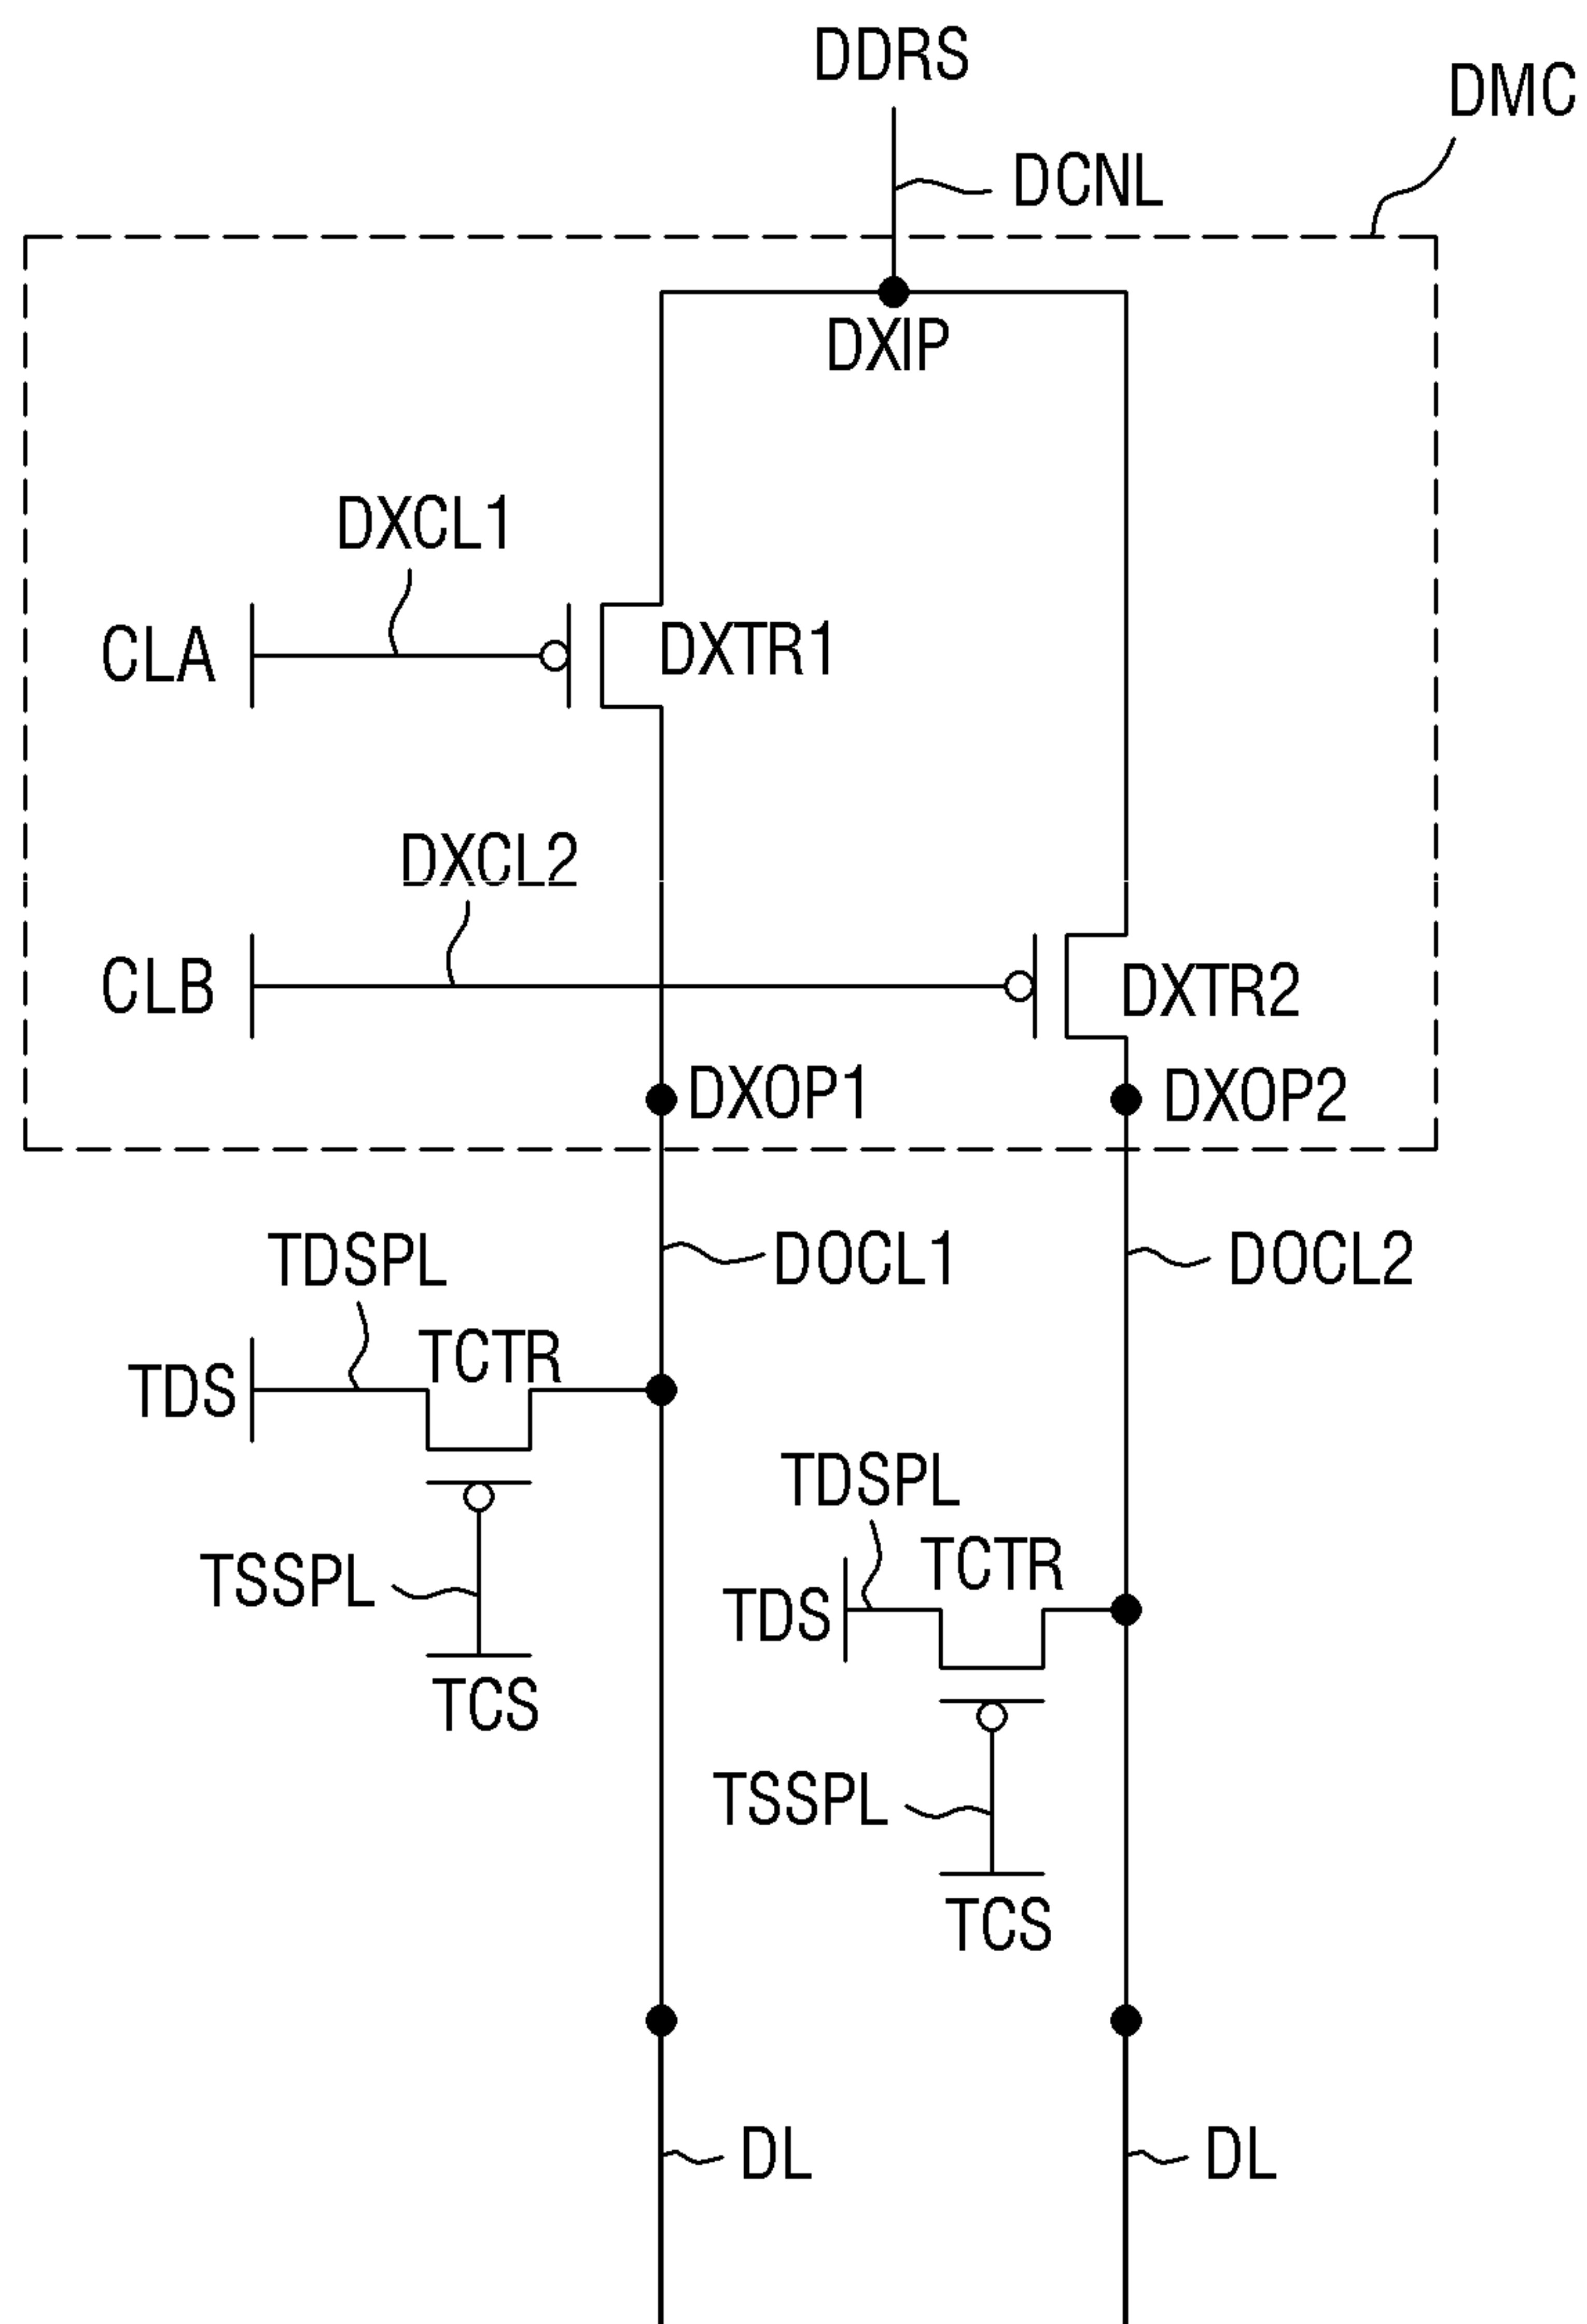 DDRS
DMC
DCNL
DXIP
DXCL1
CLA
DXTR1
DXCL2
CLB
DXTR2
DXOP1
DXOP2
TDSPL
DOCL1
DOCL2
TCTR
TDS
TDSPL
TCTR
TSSPL
TDS
TCS
TSSPL
TCS
DL
DL